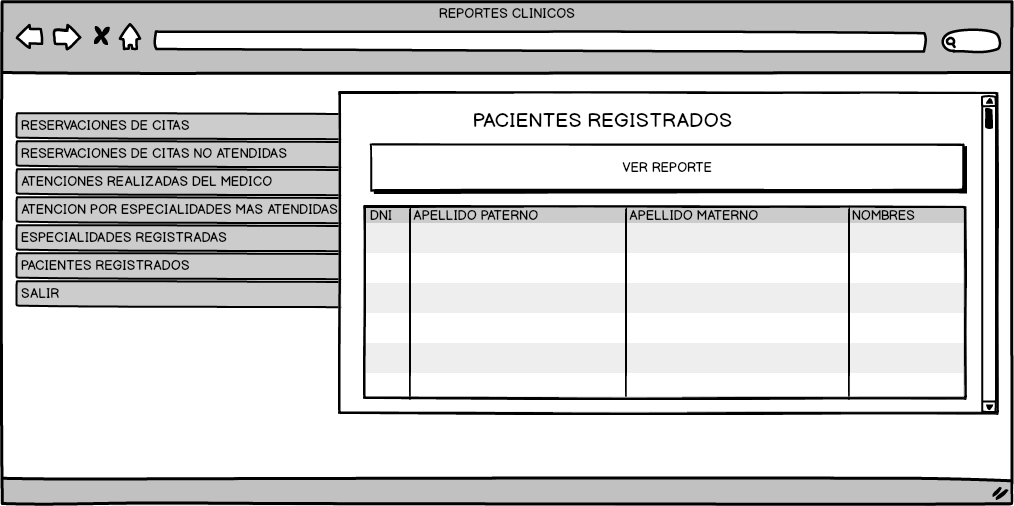 REPORTES CLINICOS
RESERVACIONES DE CITAS
RESERVACIONES DE CITAS NO ATENDIDAS
ATENCIONES REALIZADAS DEL MEDICO
ATENCION POR ESPECIALIDADES MAS ATENDIDAS
ESPECIALIDADES REGISTRADAS
PACIENTES REGISTRADOS
SALIR
PACIENTES REGISTRADOS
VER REPORTE
DNI APELLIDO PATERNO APELLIDO MATERNO NOMBRES